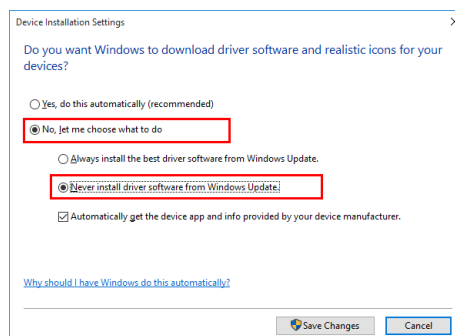 Device Installation Settings
Do you want Windows to download driver software and realistic icons for your
devices?
Yes, do this automatically (recommended)
No, let me choose what to do
Always install the best driver software from Windows Update.
Never install driver software from Windows Update.
Automatically get the device app and info provided by your device manufacturer.
Why should I have Windows do this automatically?
Save Changes
Cancel